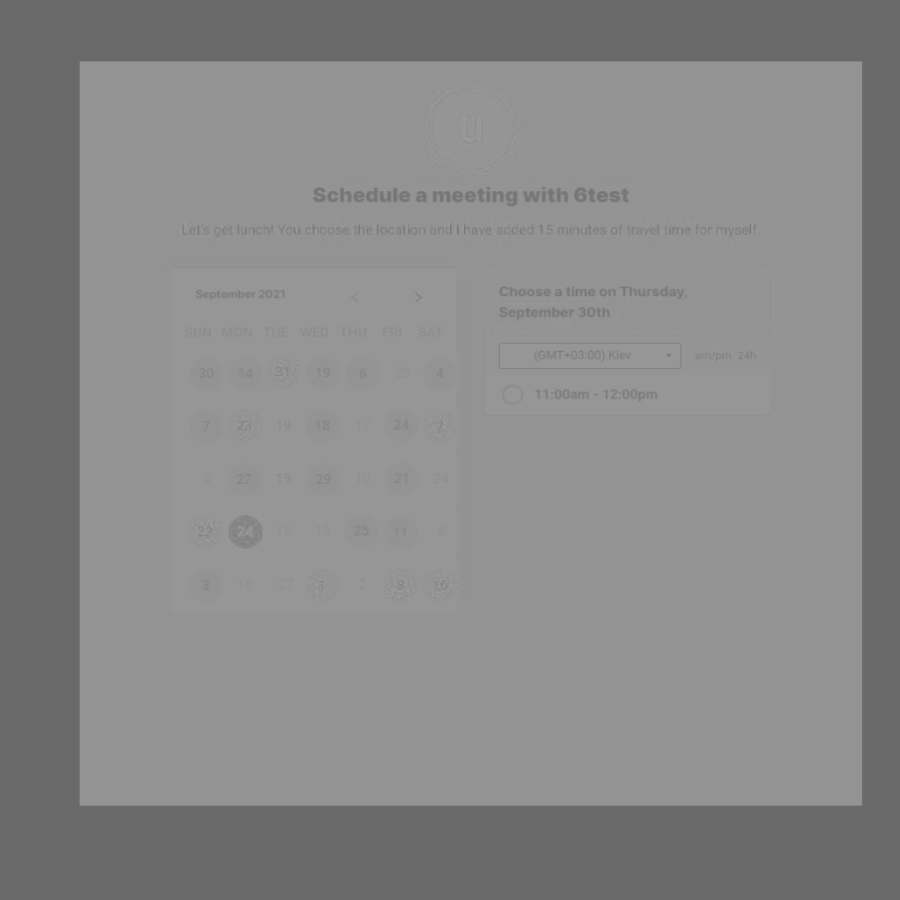 u
Schedule a meeting with 6test
Let's get lunch! You choose the location and I have added 15 minutes of travel time for myself.
September 2021 < >
SUN MON TUE WED THU FRI SAT
30 14 31 19 6 25 4
7 23 19 18 17 24 2
6 27 19 29 10 21 24
22 24 13 15 25 11 6
3 16 27 1 2 8 16
Choose a time on Thursday,
September 30th
(GMT+03:00) Kiev am/pm 24h
11:00am - 12:00pm